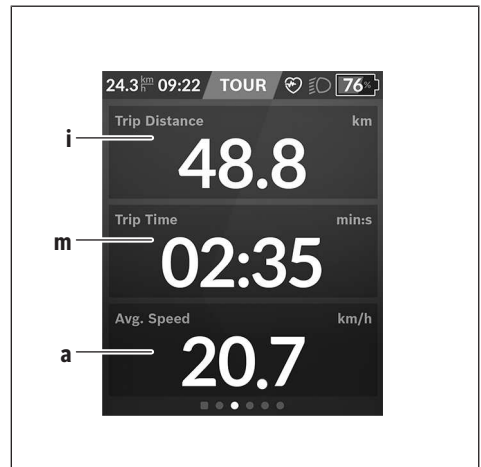 24.3 km/h 09:22 TOUR 76%
Trip Distance km
i
48.8
Trip Time min:s
m
02:35
Avg. Speed km/h
a
20.7